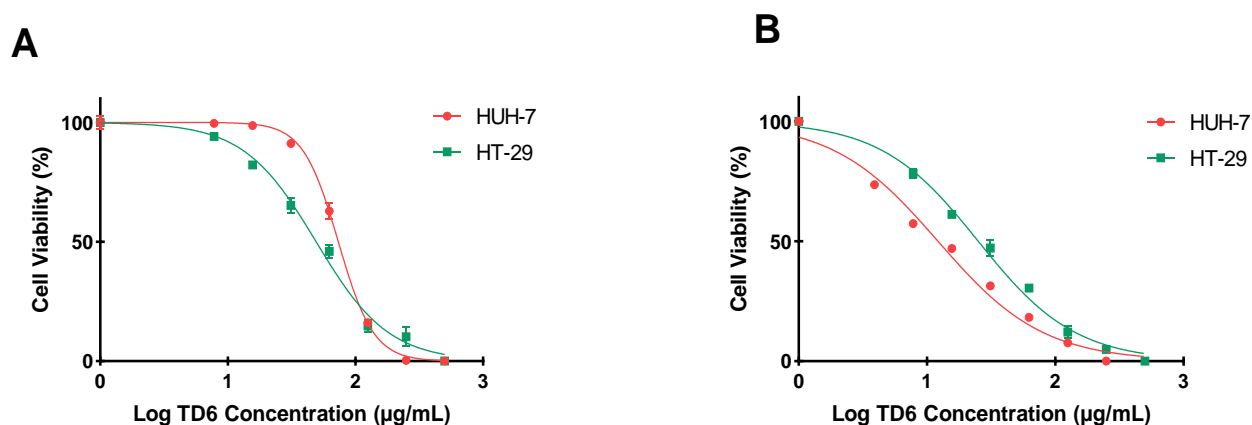 A
B
HUH-7
HT-29
HUH-7
HT-29
Cell Viability (%)
100
50
0
0
1
2
3
Log TD6 Concentration (µg/mL)
Cell Viability (%)
100
50
0
0
1
2
3
Log TD6 Concentration (µg/mL)